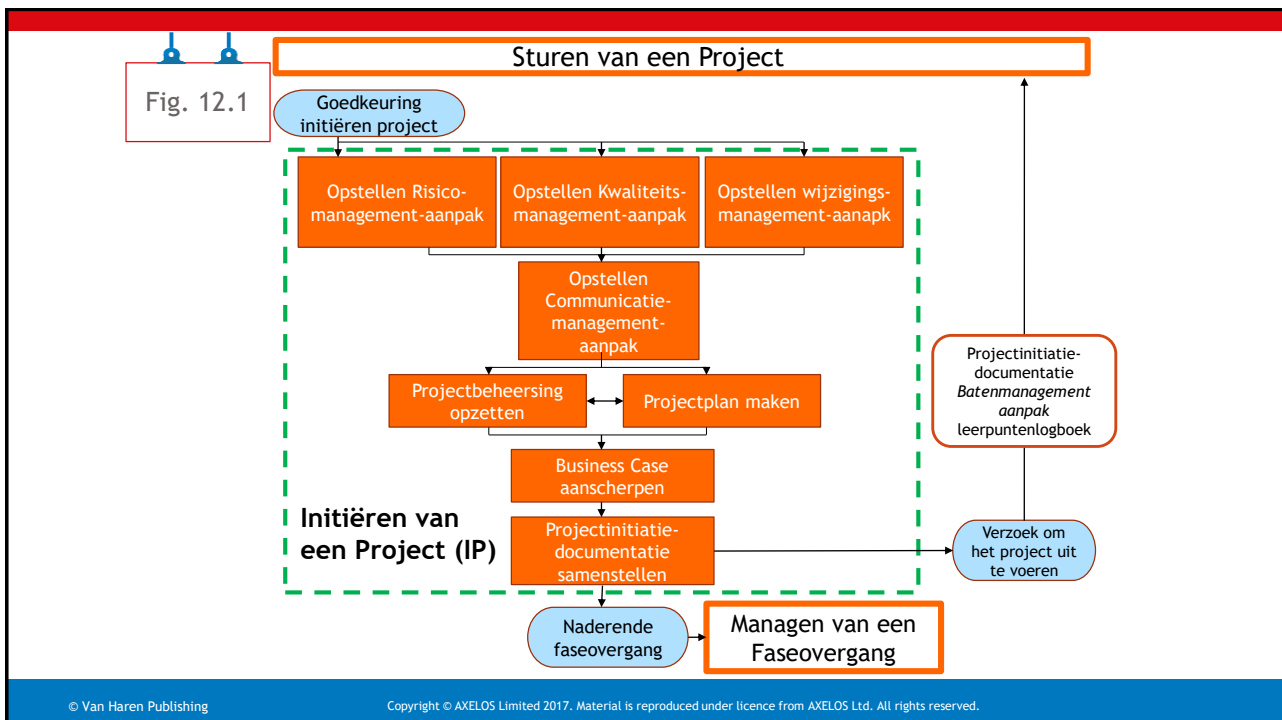 Sturen van een Project
Fig. 12.1
Goedkeuring
initiëren project
Opstellen Risico-
management-aanpak
Opstellen Kwaliteits-
management-aanpak
Opstellen wijzigings-
management-aanapk
Opstellen
Communicatie-
management-
aanpak
Projectbeheersing
opzetten
Projectplan maken
Projectinitiatie-
documentatie
Batenmanagement
aanpak
leerpuntenlogboek
Business Case
aanscherpen
Initiëren van
een Project (IP)
Projectinitiatie-
documentatie
samenstellen
Verzoek om
het project uit
te voeren
Naderende
faseovergang
Managen van een
Faseovergang
© Van Haren Publishing
Copyright © AXELOS Limited 2017. Material is reproduced under licence from AXELOS Ltd. All rights reserved.